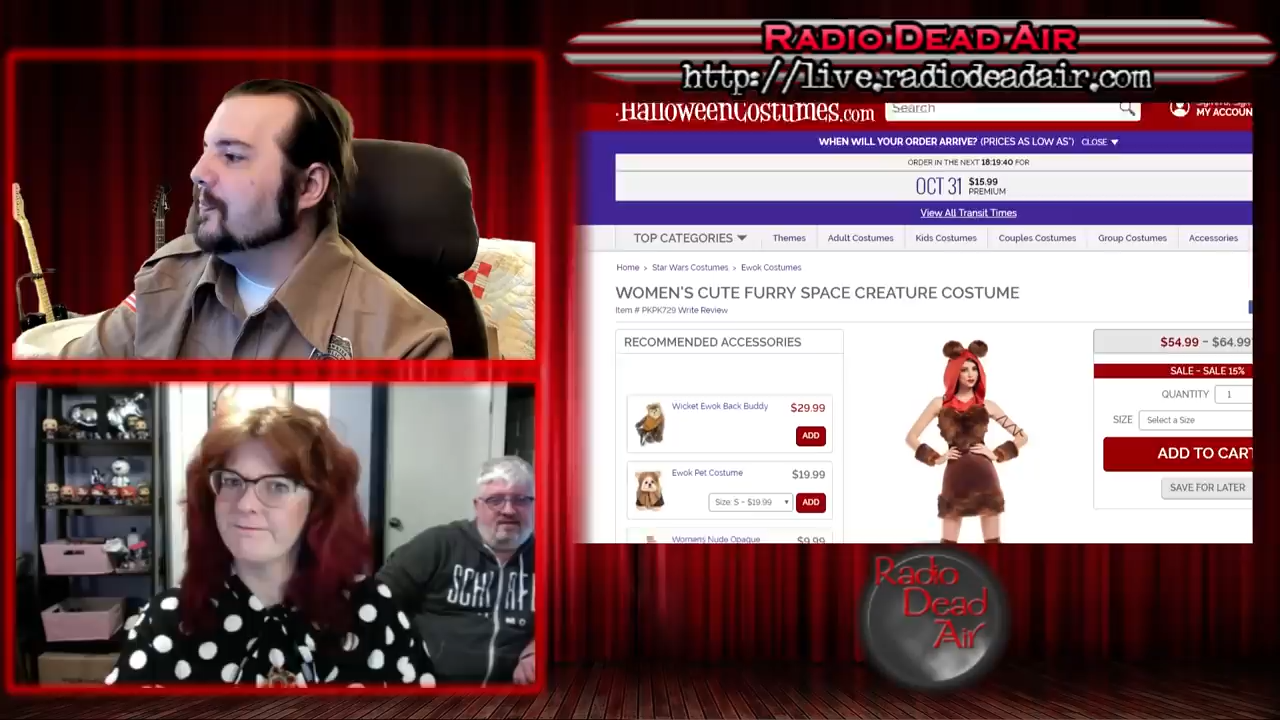 RADIO DEAD AIR
http://live.radiodeadair.com
HALLOWEENCOSTUMES.com
Search
MY ACCOUN
WHEN WILL YOUR ORDER ARRIVE? (PRICES AS LOW AS*) CLOSE
ORDER IN THE NEXT 18:19:40 FOR
OCT 31 $15.99
PREMIUM
View All Transit Times
TOP CATEGORIES Themes Adult Costumes Kids Costumes Couples Costumes Group Costumes Accessories
Home > Star Wars Costumes > Ewok Costumes
WOMEN'S CUTE FURRY SPACE CREATURE COSTUME
Item # PKPK729 Write Review
RECOMMENDED ACCESSORIES
Wicket Ewok Back Buddy $29.99
ADD
Ewok Pet Costume $19.99
Size: S - $19.99 ADD
Womens Nude Opaque $9.99
$54.99 - $64.99
SALE - SALE 15%
QUANTITY 1
SIZE Select a Size
ADD TO CART
SAVE FOR LATER
Radio
Dead
Air